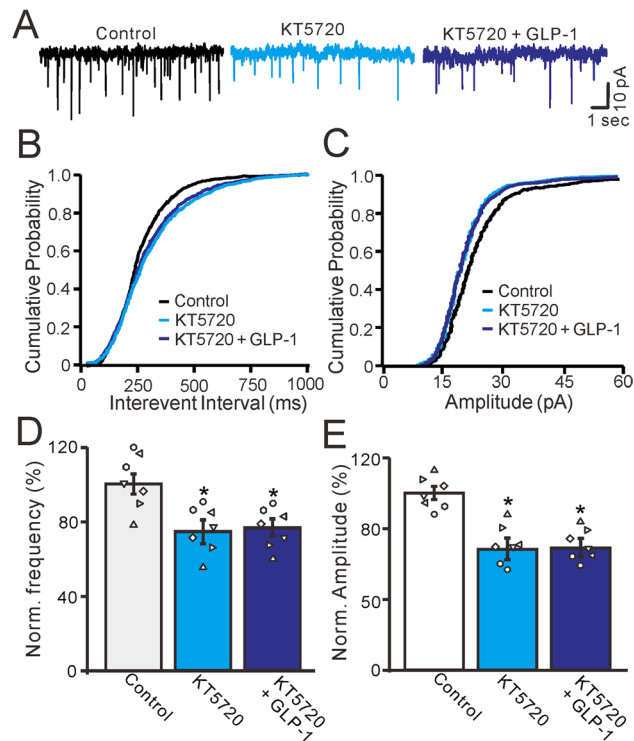 A
Control
KT5720
KT5720 + GLP-1
10 pA
1 sec
B
Cumulative Probability
1.0
0.8
0.6
0.4
0.2
0
250
500
750
1000
Interevent Interval (ms)
Control
KT5720
KT5720 + GLP-1
C
Cumulative Probability
1.0
0.8
0.6
0.4
0.2
0.0
0
15
30
45
60
Amplitude (pA)
Control
KT5720
KT5720 + GLP-1
D
Norm. frequency (%)
120
80
40
0
*
*
Control
KT5720
KT5720
+ GLP-1
E
Norm. Amplitude (%)
120
80
100
0
*
*
Control
KT5720
KT5720
+ GLP-1